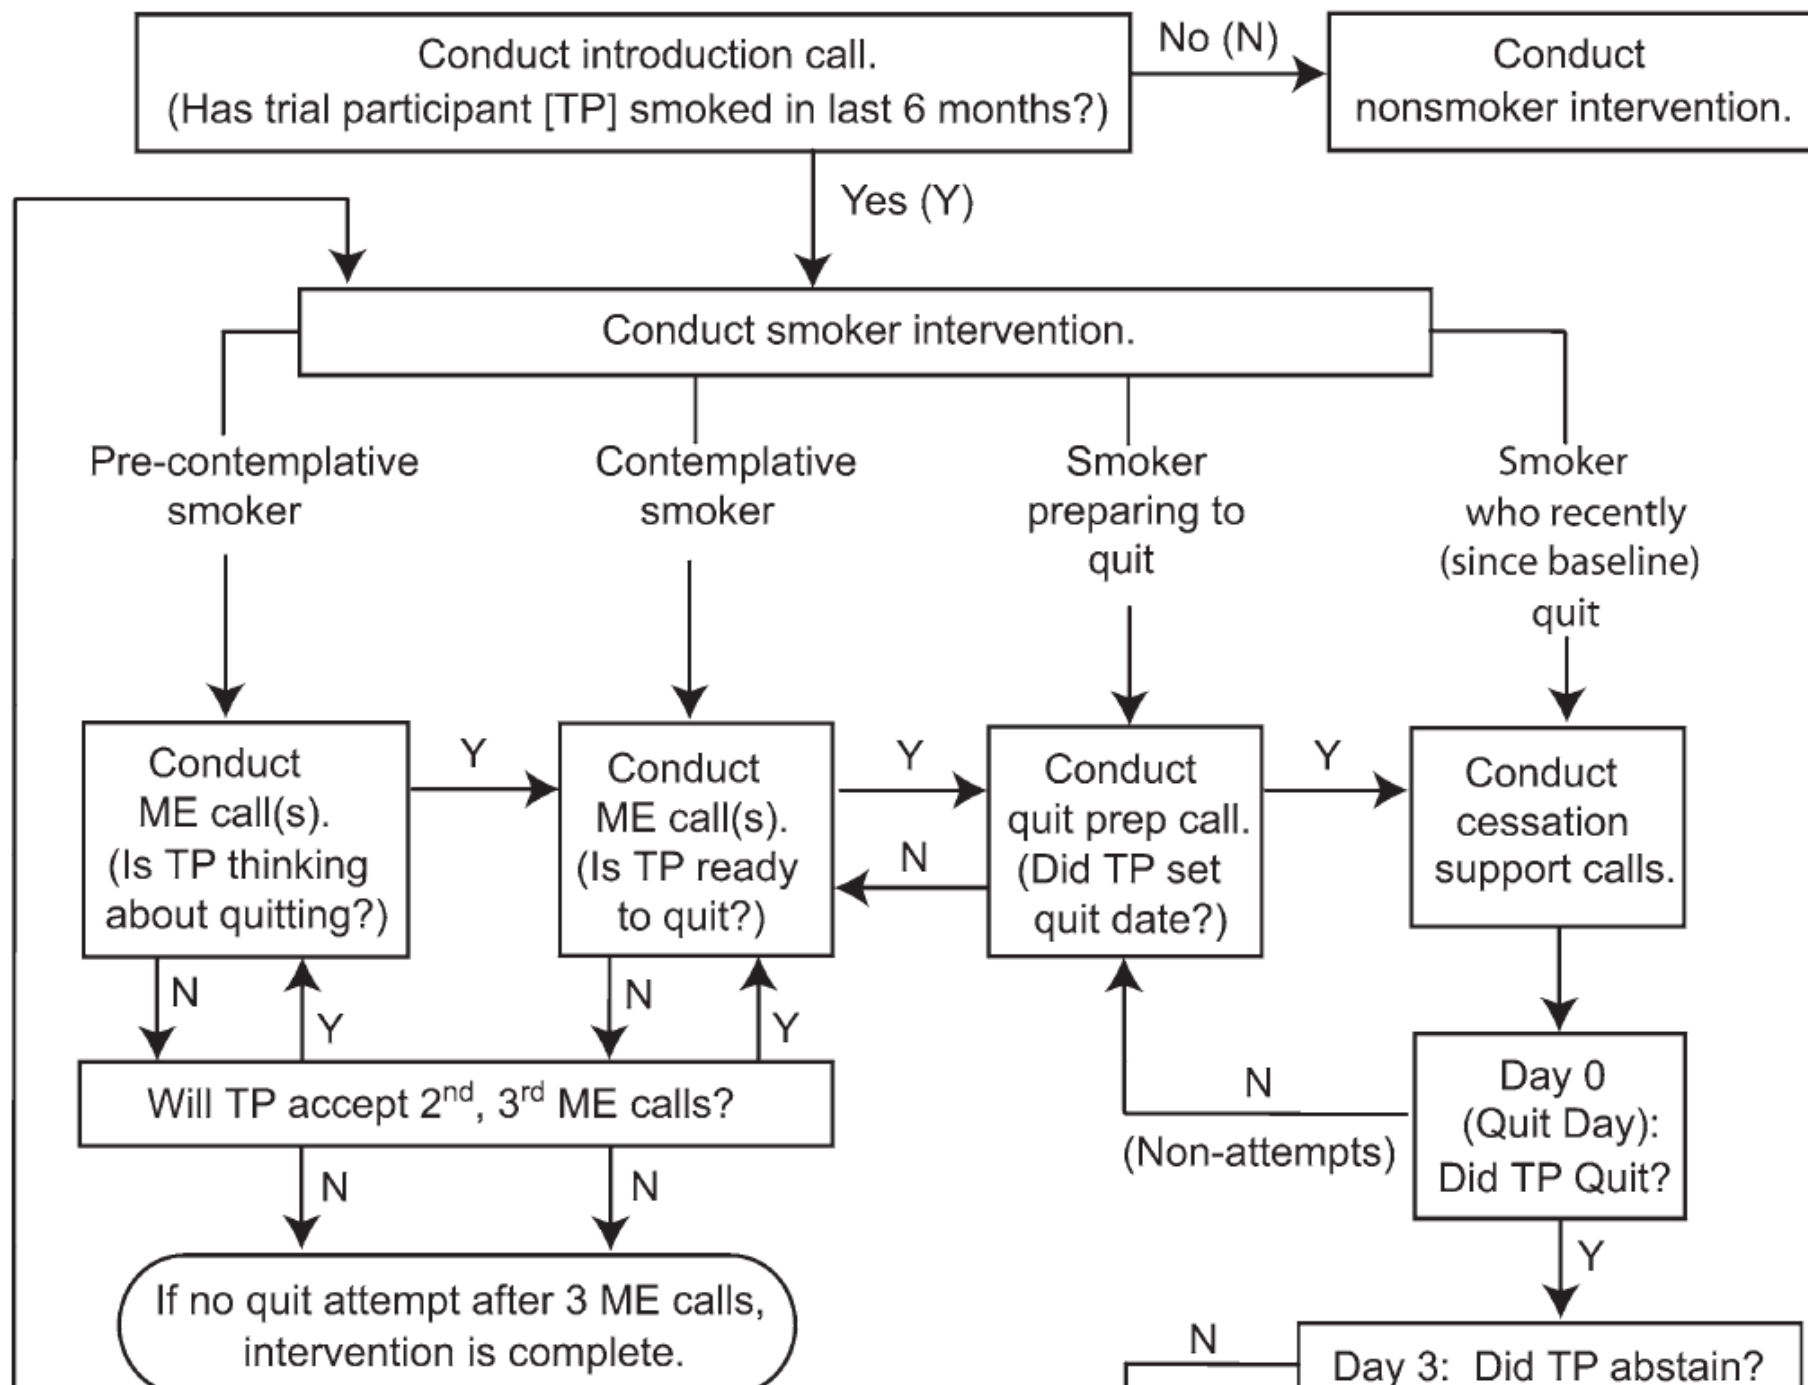 Conduct introduction call.
(Has trial participant [TP] smoked in last 6 months?)
No (N)
Conduct
nonsmoker intervention.
Yes (Y)
Conduct smoker intervention.
Pre-contemplative
smoker
Contemplative
smoker
Smoker
preparing to
quit
Smoker
who recently
(since baseline)
quit
Conduct
ME call(s).
(Is TP thinking
about quitting?)
Y
Conduct
ME call(s).
(Is TP ready
to quit?)
Y
N
Conduct
quit prep call.
(Did TP set
quit date?)
Y
Conduct
cessation
support calls.
N
Y
N
Y
Will TP accept 2nd, 3rd ME calls?
N
(Non-attempts)
Day 0
(Quit Day):
Did TP Quit?
N
N
Y
If no quit attempt after 3 ME calls,
intervention is complete.
N
Day 3: Did TP abstain?